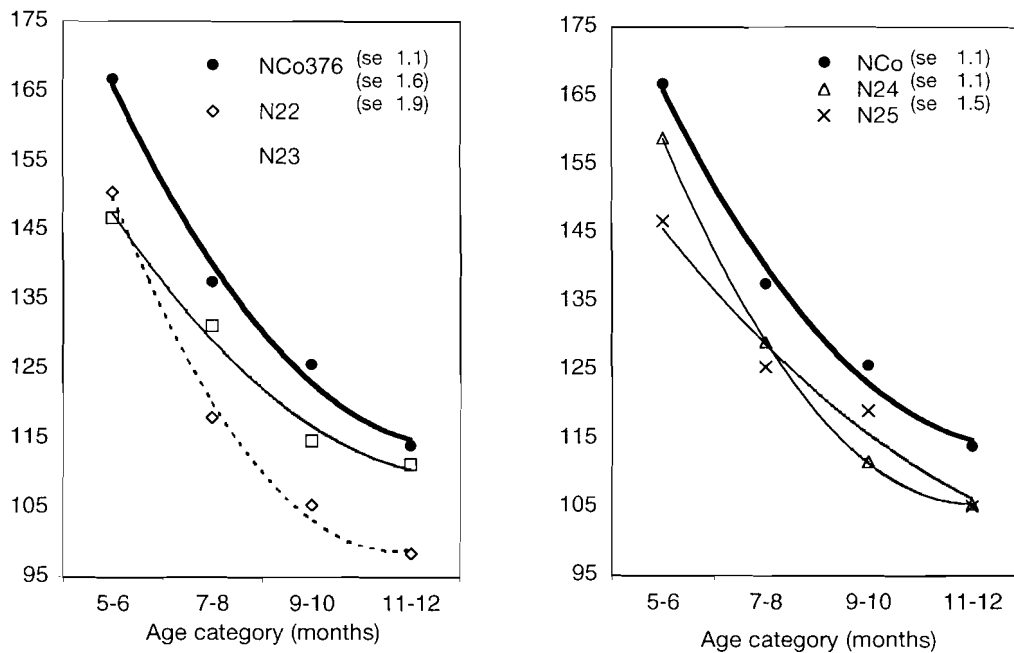 175
165
155
145
135
125
115
105
95
NCo376 (se 1.1)
(se 1.6)
N22 (se 1.9)
N23
5-6 7-8 9-10 11-12
Age category (months)
175
165
155
145
135
125
115
105
95
NCo (se 1.1)
N24 (se 1.1)
N25 (se 1.5)
5-6 7-8 9-10 11-12
Age category (months)